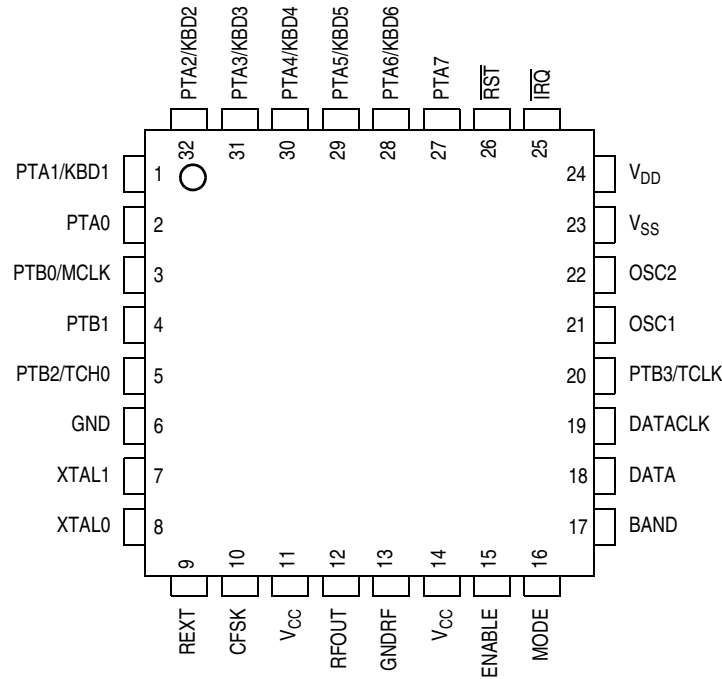 PTA2/KBD2
PTA3/KBD3
PTA4/KBD4
PTA5/KBD5
PTA6/KBD6
PTA7
R̅S̅T̅
I̅R̅Q̅
32
31
30
29
28
27
26
25
PTA1/KBD1 1
PTA0 2
PTB0/MCLK 3
PTB1 4
PTB2/TCH0 5
GND 6
XTAL1 7
XTAL0 8
24 VDD
23 VSS
22 OSC2
21 OSC1
20 PTB3/TCLK
19 DATACLK
18 DATA
17 BAND
9
10
11
12
13
14
15
16
REXT
CFSK
VCC
RFOUT
GNDRF
VCC
ENABLE
MODE